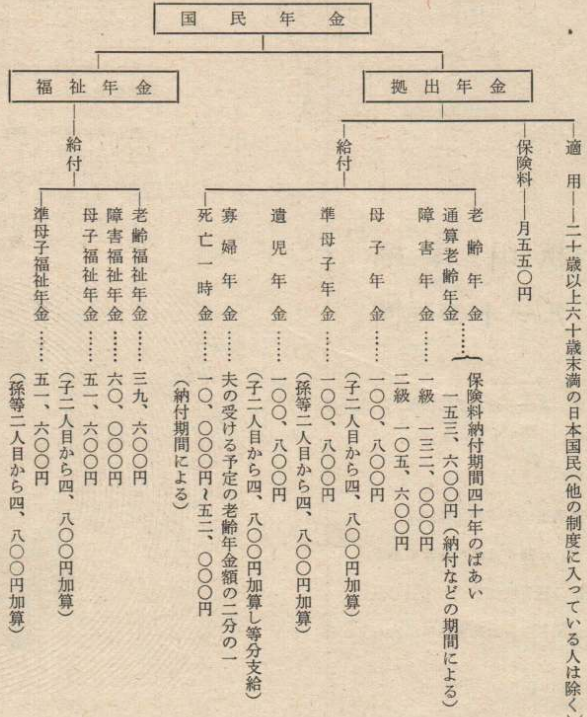 国民年金
拠出年金
適用――二十歳以上六十歳末満の日本国民(他の制度に入っている人は除く)
保険料――月五五〇円
給付
老齢年金
通算老齢年金……
保険料納付期間四十年のばあい
一五三、六〇〇円(納付などの期間による)
障害年金……
一級 一三二、〇〇〇円
二級 一〇五、六〇〇円
母子年金……
一〇〇、八〇〇円
(子二人目から四、八〇〇円加算)
準母子年金……
一〇〇、八〇〇円
(孫等二人目から四、八〇〇円加算)
遺児年金……
一〇〇、八〇〇円
(子二人目から四、八〇〇円加算し等分支給)
寡婦年金……
夫の受ける予定の老齢年金額の二分の一
死亡一時金……
一〇、〇〇〇円~五二、〇〇〇円
(納付期間による)
福祉年金
給付
老齢福祉年金……
三九、六〇〇円
障害福祉年金……
六〇、〇〇〇円
母子福祉年金……
五一、六〇〇円
(子二人目から四、八〇〇円加算)
準母子福祉年金……
五一、六〇〇円
(孫等二人目から四、八〇〇円加算)